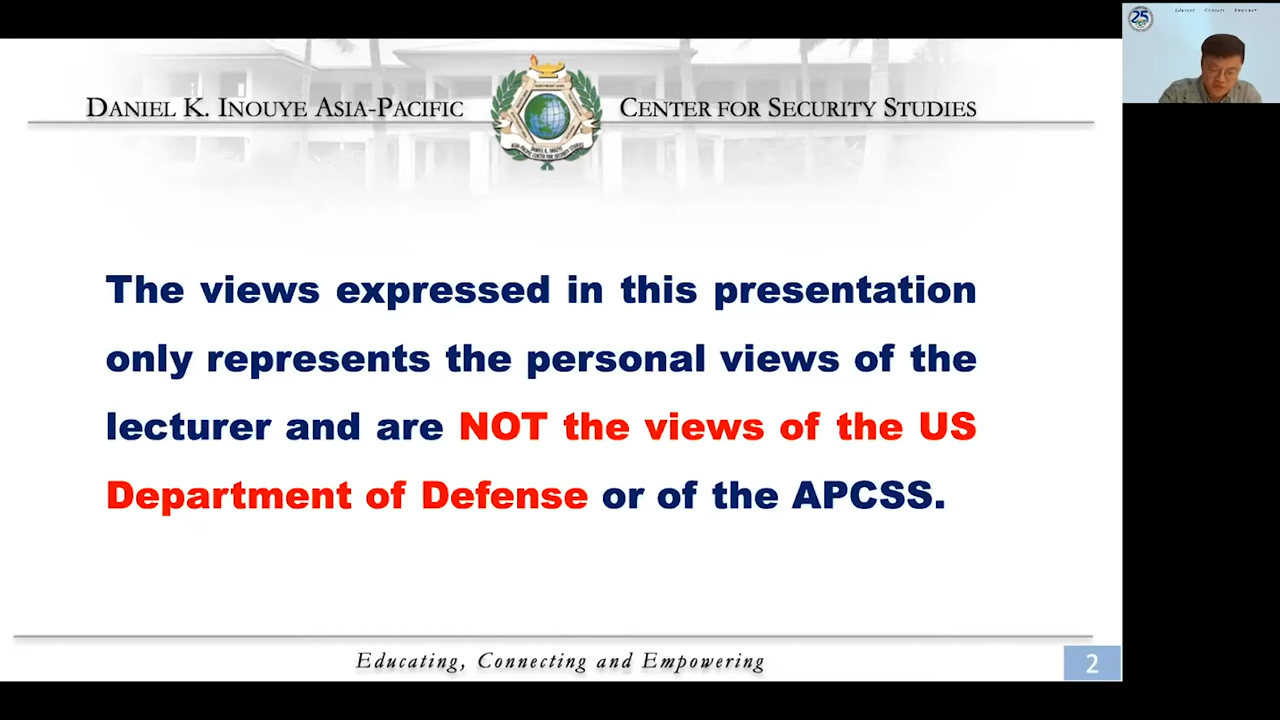 DANIEL K. INOUYE ASIA-PACIFIC CENTER FOR SECURITY STUDIES
25
The views expressed in this presentation
only represents the personal views of the
lecturer and are NOT the views of the US
Department of Defense or of the APCSS.
Educating, Connecting and Empowering
2